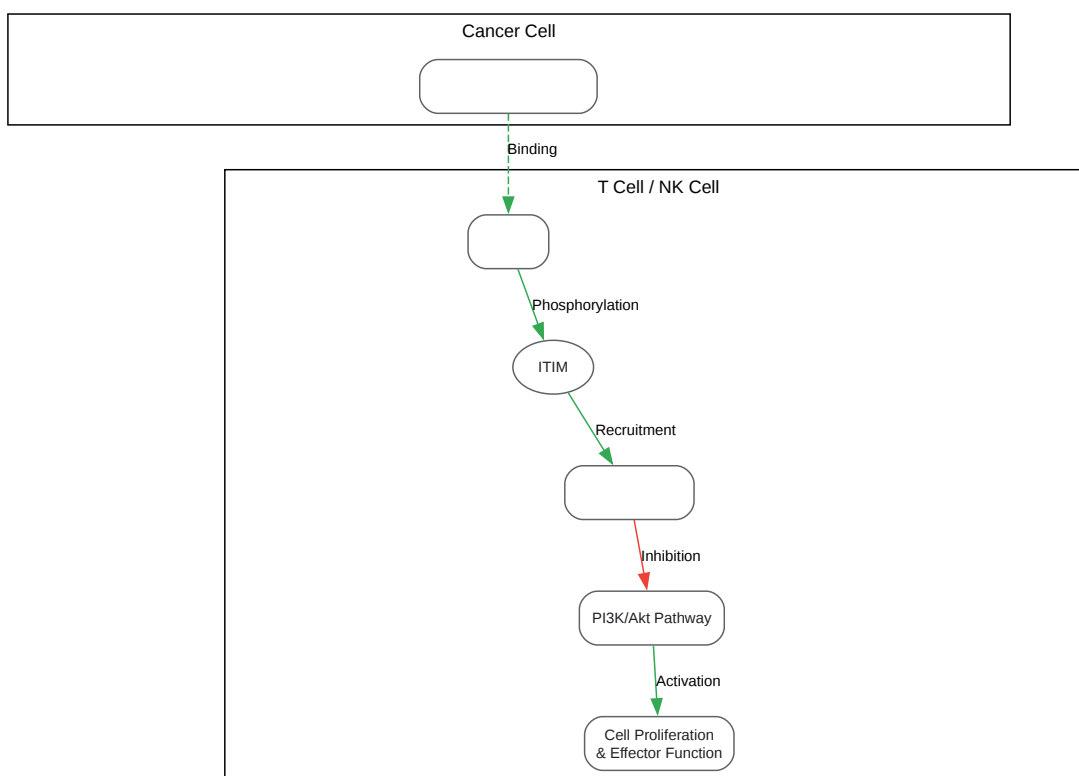 Cancer Cell
Binding
T Cell / NK Cell
Phosphorylation
ITIM
Recruitment
Inhibition
PI3K/Akt Pathway
Activation
Cell Proliferation
& Effector Function